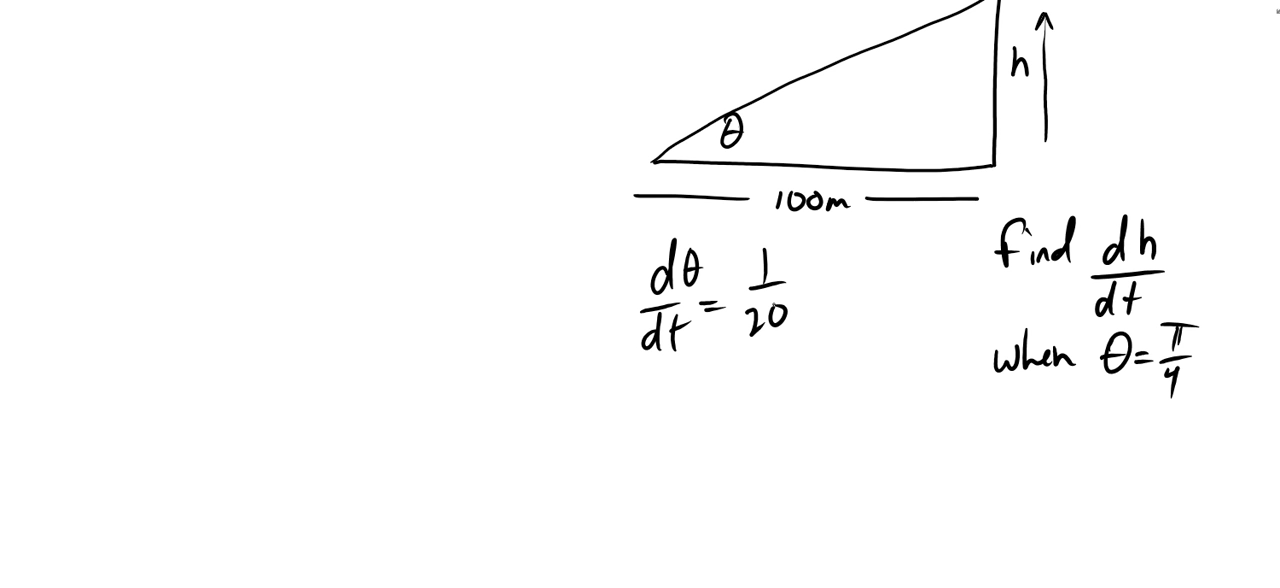 h
θ
100m
dθ/dt = 1/20
find dh/dt
when θ = π/4